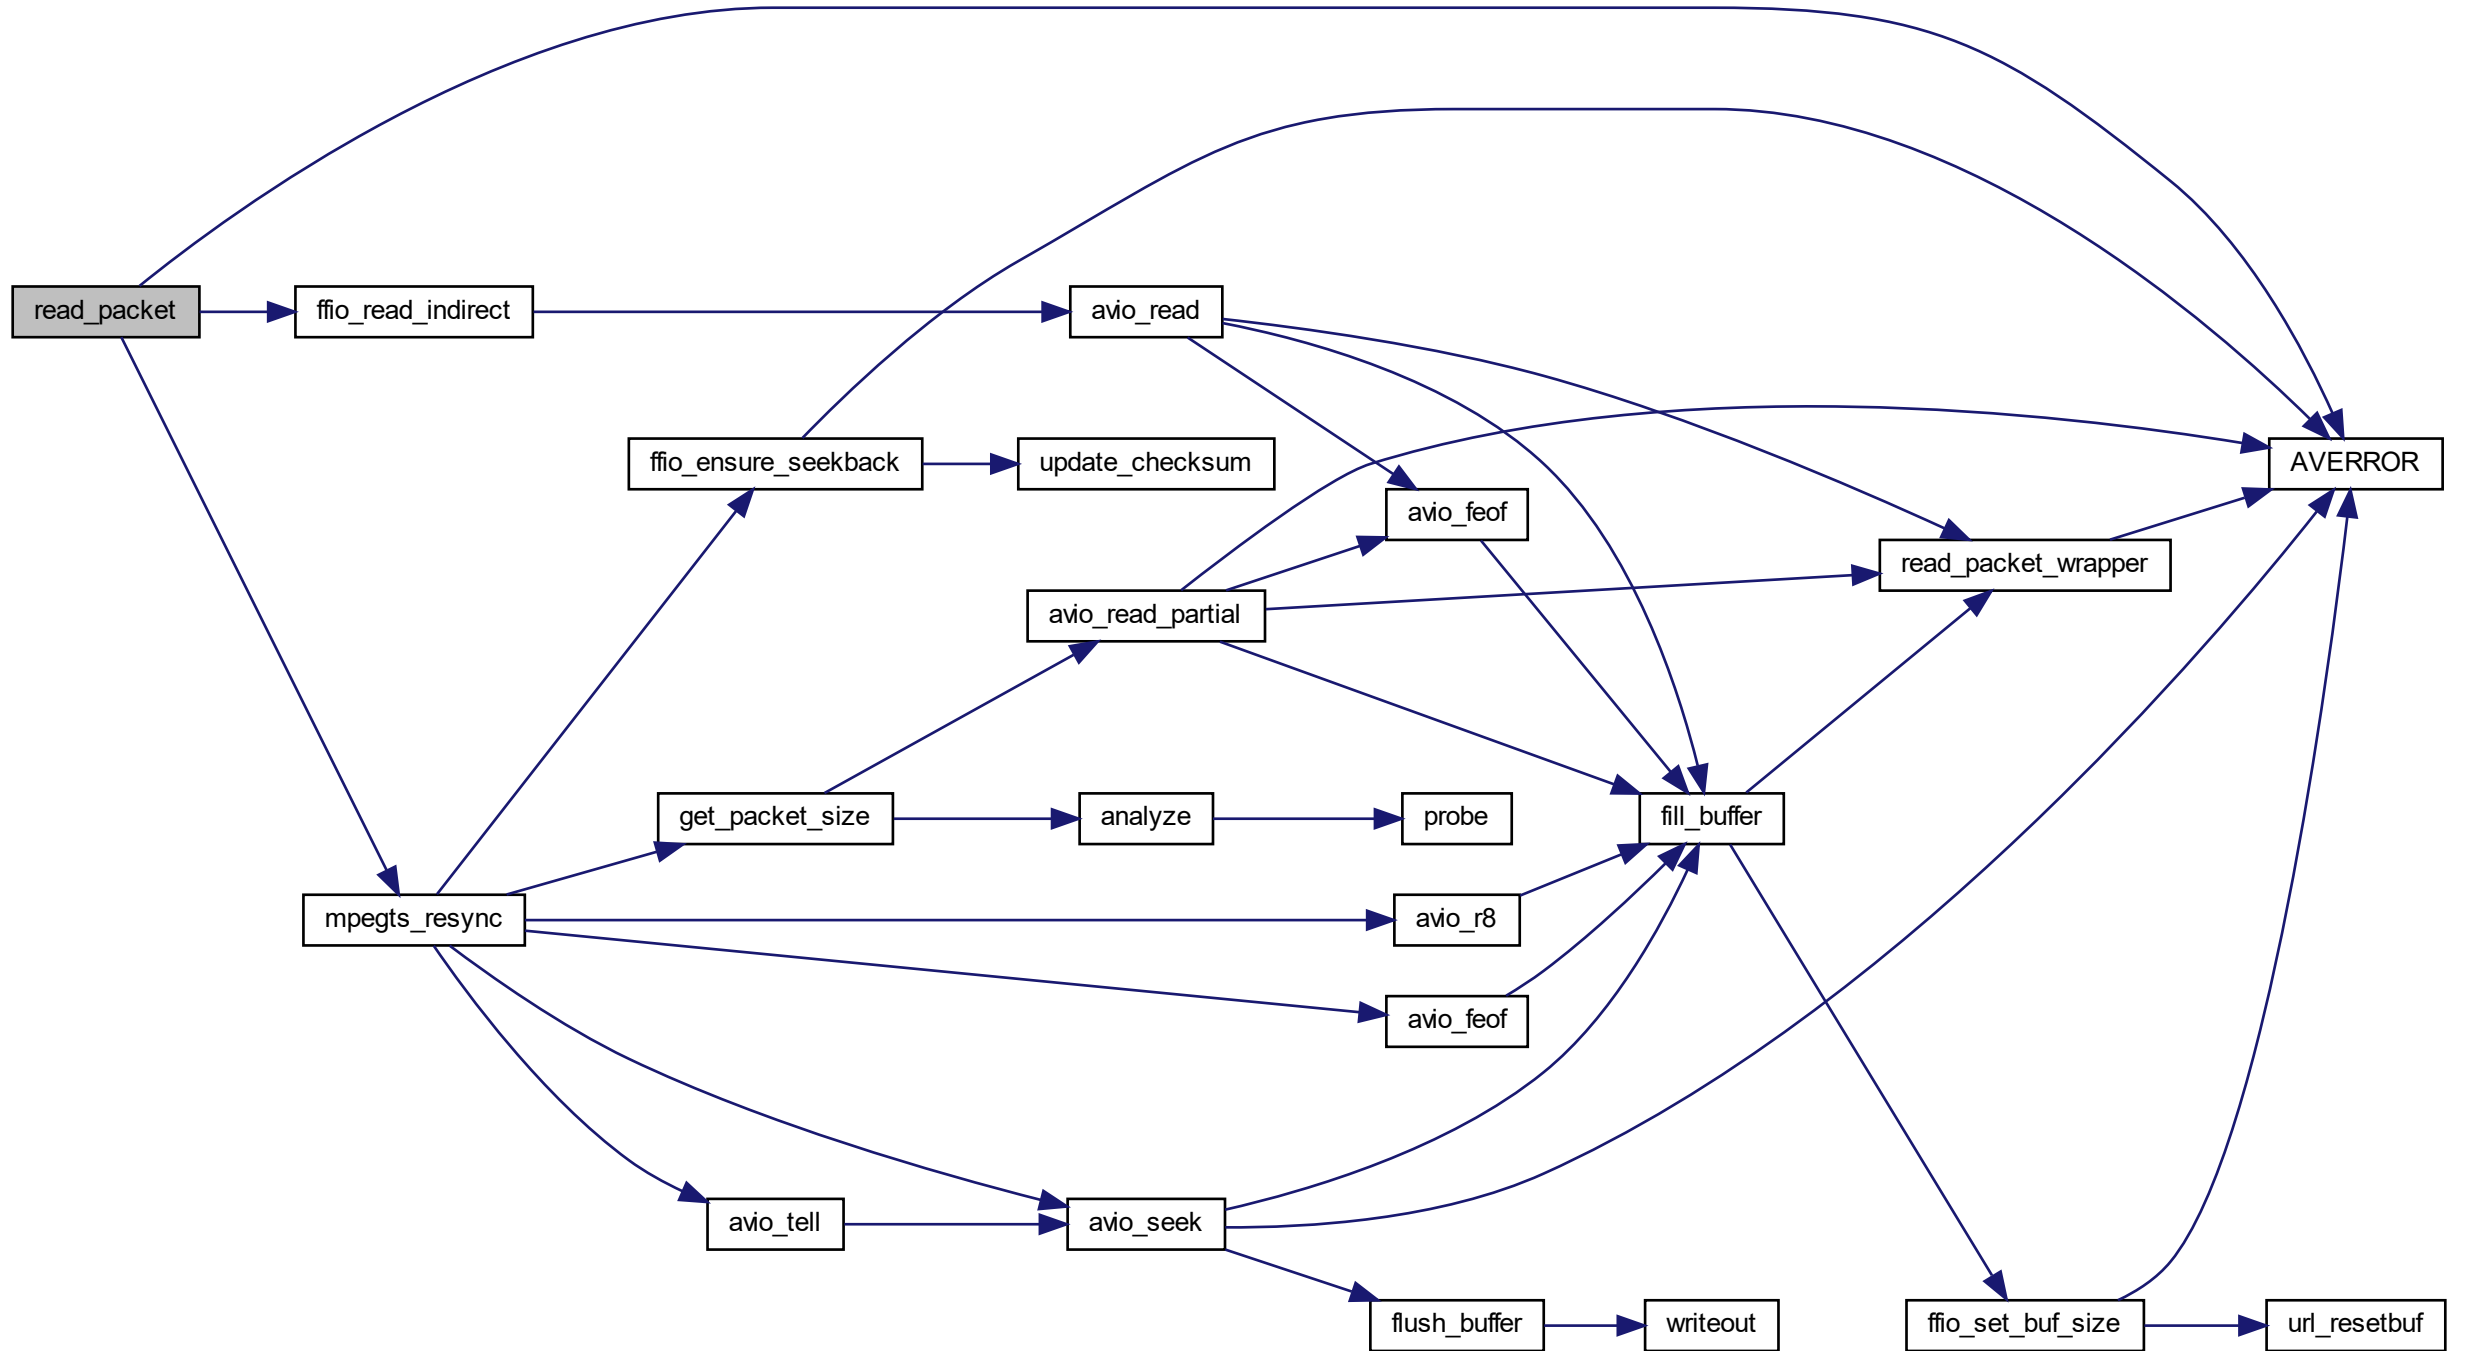 read_packet
ffio_read_indirect
avio_read
ffio_ensure_seekback
update_checksum
AVERROR
avio_feof
read_packet_wrapper
avio_read_partial
get_packet_size
analyze
probe
fill_buffer
mpegts_resync
avio_r8
avio_feof
avio_tell
avio_seek
flush_buffer
writeout
ffio_set_buf_size
url_resetbuf